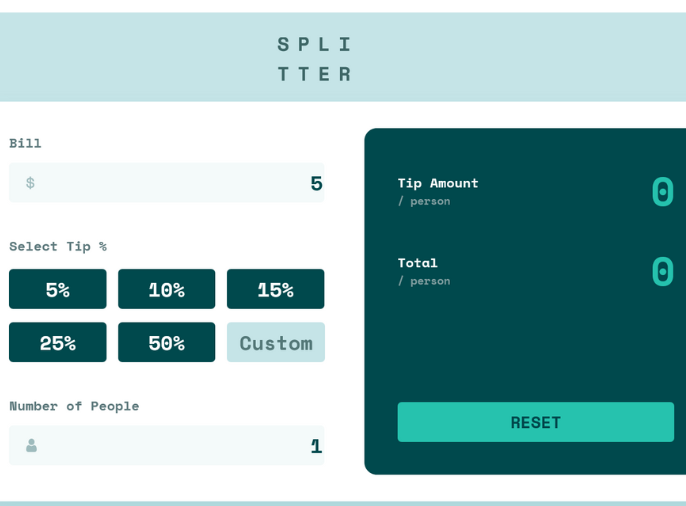 SPLI
TTER
Bill
$
5
Select Tip %
5%
10%
15%
25%
50%
Custom
Number of People
1
Tip Amount
/ person
0
Total
/ person
0
RESET